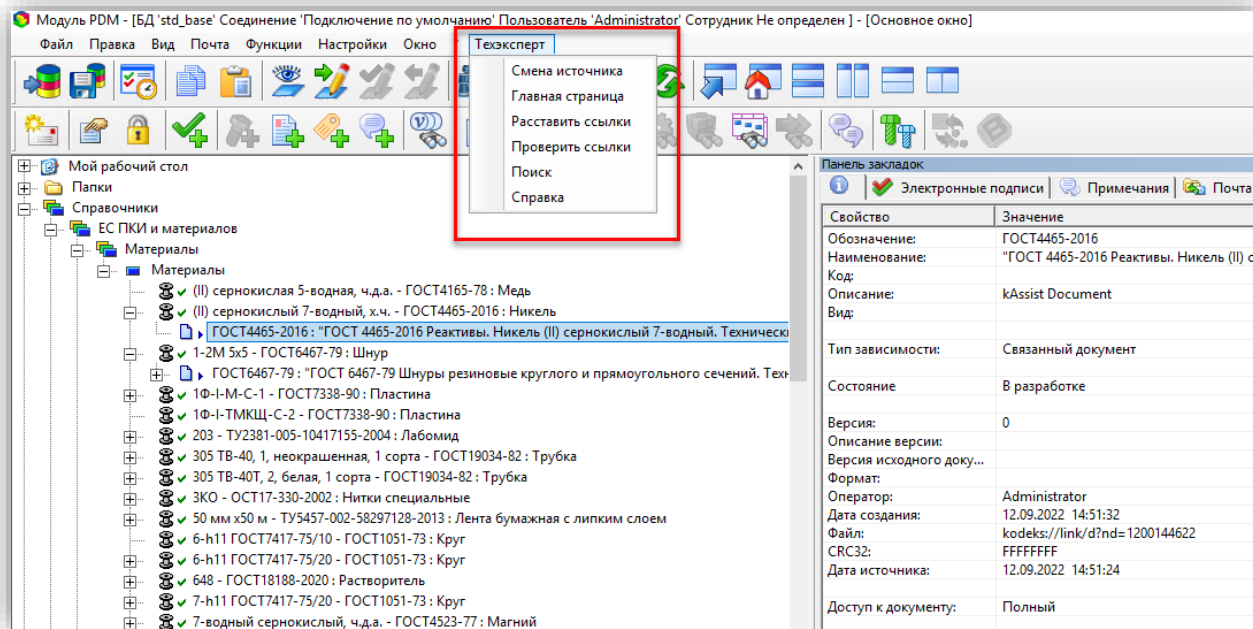 Модуль PDM - [БД 'std_base' Соединение 'Подключение по умолчанию' Пользователь 'Administrator' Сотрудник Не определен ] - [Основное окно]
Файл Правка Вид Почта Функции Настройки Окно Техэксперт
Смена источника
Главная страница
Расставить ссылки
Проверить ссылки
Поиск
Справка
Мой рабочий стол
Папки
Справочники
ЕС ПКИ и материалов
Материалы
Материалы
(II) сернокислая 5-водная, ч.д.а. - ГОСТ4165-78 : Медь
(II) сернокислый 7-водный, х.ч. - ГОСТ4465-2016 : Никель
ГОСТ4465-2016 : "ГОСТ 4465-2016 Реактивы. Никель (II) сернокислый 7-водный. Технически
1-2М 5х5 - ГОСТ6467-79 : Шнур
ГОСТ6467-79 : "ГОСТ 6467-79 Шнуры резиновые круглого и прямоугольного сечений. Техн
1Ф-I-М-С-1 - ГОСТ7338-90 : Пластина
1Ф-I-ТМКЩ-С-2 - ГОСТ7338-90 : Пластина
203 - ТУ2381-005-10417155-2004 : Лабомид
305 ТВ-40, 1, неокрашенная, 1 сорта - ГОСТ19034-82 : Трубка
305 ТВ-40Т, 2, белая, 1 сорта - ГОСТ19034-82 : Трубка
3КО - ОСТ17-330-2002 : Нитки специальные
50 мм х50 м - ТУ5457-002-58297128-2013 : Лента бумажная с липким слоем
6-h11 ГОСТ7417-75/10 - ГОСТ1051-73 : Круг
6-h11 ГОСТ7417-75/20 - ГОСТ1051-73 : Круг
648 - ГОСТ18188-2020 : Растворитель
7-h11 ГОСТ7417-75/20 - ГОСТ1051-73 : Круг
7-водный сернокислый, ч.д.а. - ГОСТ4523-77 : Магний
Панель закладок
Электронные подписи Примечания Почта
Свойство Значение
Обозначение: ГОСТ4465-2016
Наименование: "ГОСТ 4465-2016 Реактивы. Никель (II) с
Код:
Описание: kAssist Document
Вид:
Тип зависимости: Связанный документ
Состояние В разработке
Версия: 0
Описание версии:
Версия исходного доку...
Формат:
Оператор: Administrator
Дата создания: 12.09.2022 14:51:32
Файл: kodeks://link/d?nd=1200144622
CRC32: FFFFFFFF
Дата источника: 12.09.2022 14:51:24
Доступ к документу: Полный